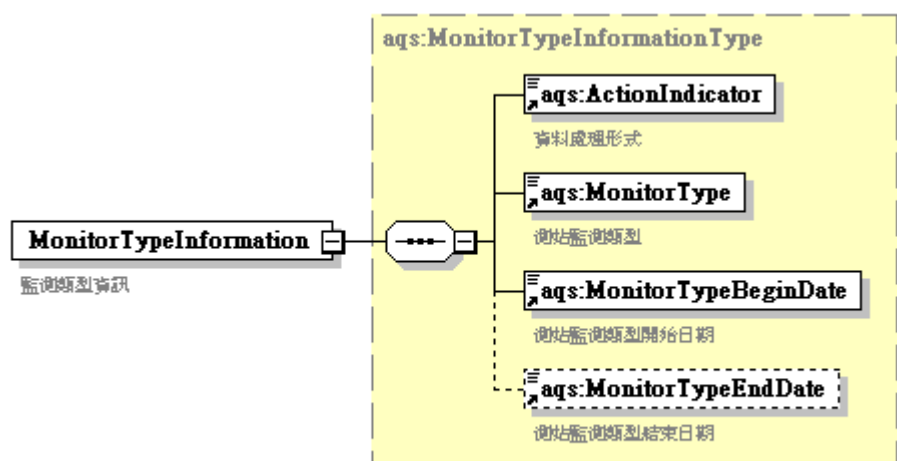 aqs:MonitorTypeInformationType
aqs:ActionIndicator
資料處理形式
aqs:MonitorType
測站監測類型
MonitorTypeInformation
監測類型資訊
aqs:MonitorTypeBeginDate
測站監測類型開始日期
aqs:MonitorTypeEndDate
測站監測類型結束日期